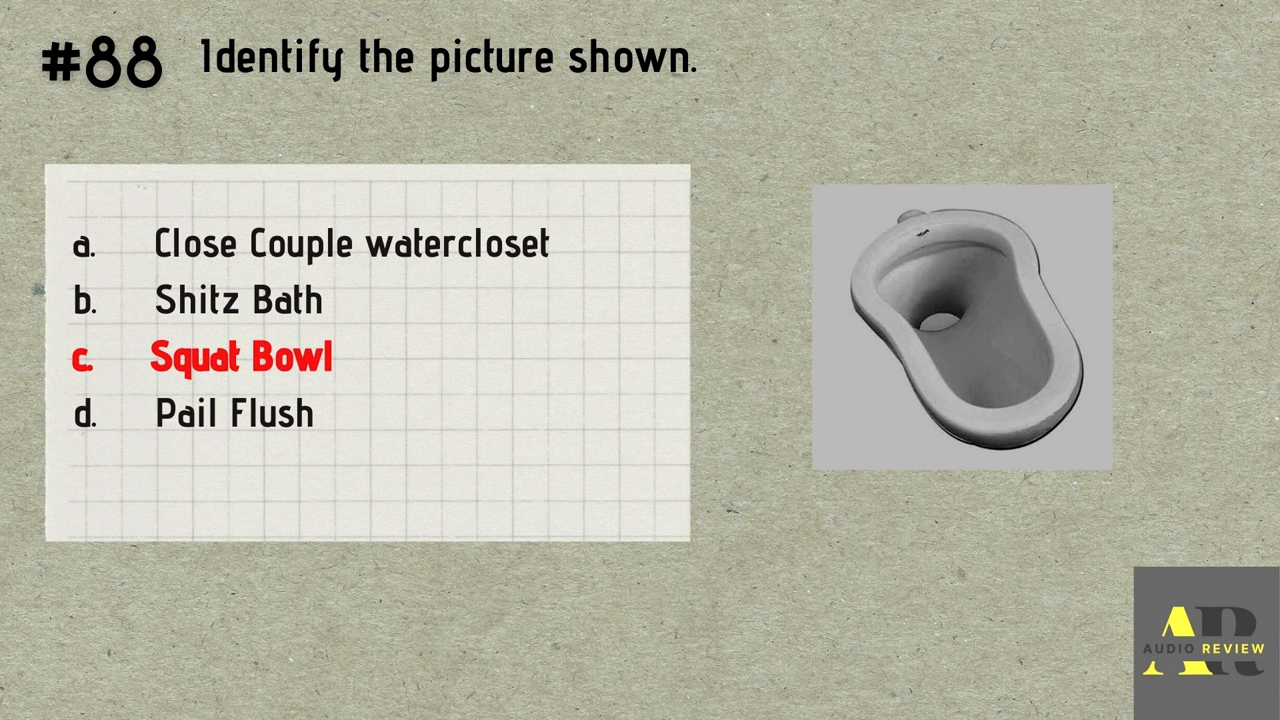 #88 Identify the picture shown.
a. Close Couple watercloset
b. Shitz Bath
c. Squat Bowl
d. Pail Flush
AR
AUDIO REVIEW